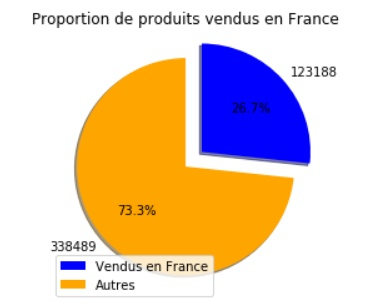 Proportion de produits vendus en France
123188
26.7%
73.3%
338489
Vendus en France
Autres